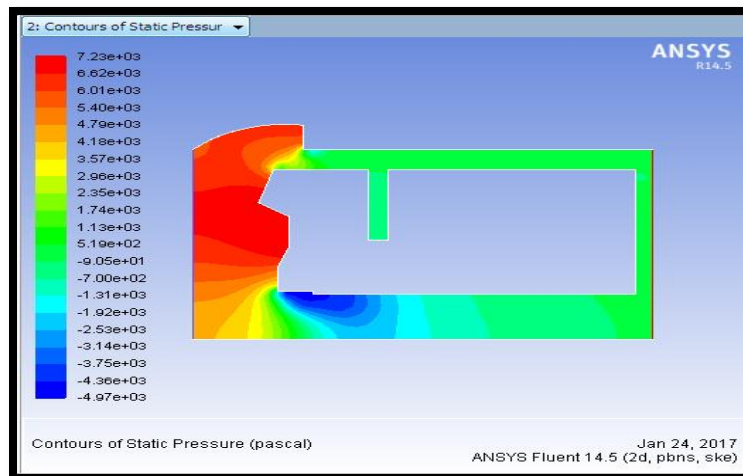 2: Contours of Static Pressur
ANSYS
R14.5
7.23e+03
6.62e+03
6.01e+03
5.40e+03
4.79e+03
4.18e+03
3.57e+03
2.96e+03
2.35e+03
1.74e+03
1.13e+03
5.19e+02
-9.05e+01
-7.00e+02
-1.31e+03
-1.92e+03
-2.53e+03
-3.14e+03
-3.75e+03
-4.36e+03
-4.97e+03
Contours of Static Pressure (pascal)
Jan 24, 2017
ANSYS Fluent 14.5 (2d, pbns, ske)